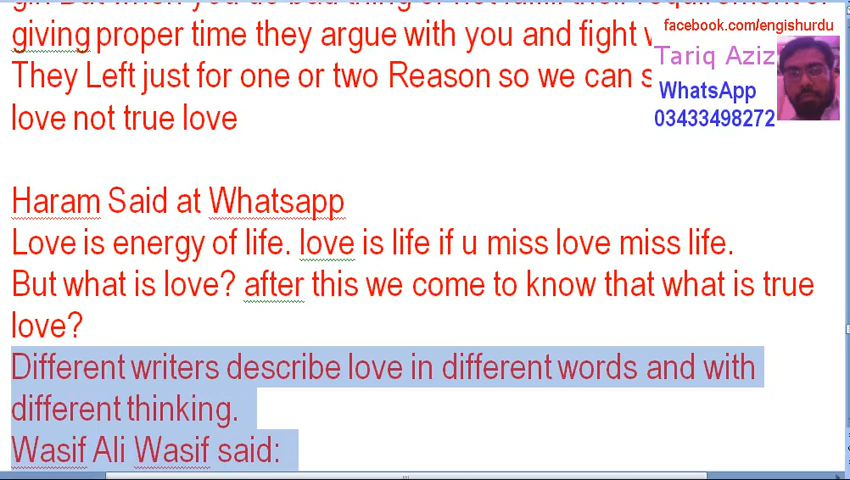 giving proper time they argue with you and fight
They Left just for one or two Reason so we can s
love not true love
Haram Said at Whatsapp
Love is energy of life. love is life if u miss love miss life.
But what is love? after this we come to know that what is true
love?
Different writers describe love in different words and with
different thinking.
Wasif Ali Wasif said:
facebook.com/engishurdu
Tariq Aziz
WhatsApp
03433498272